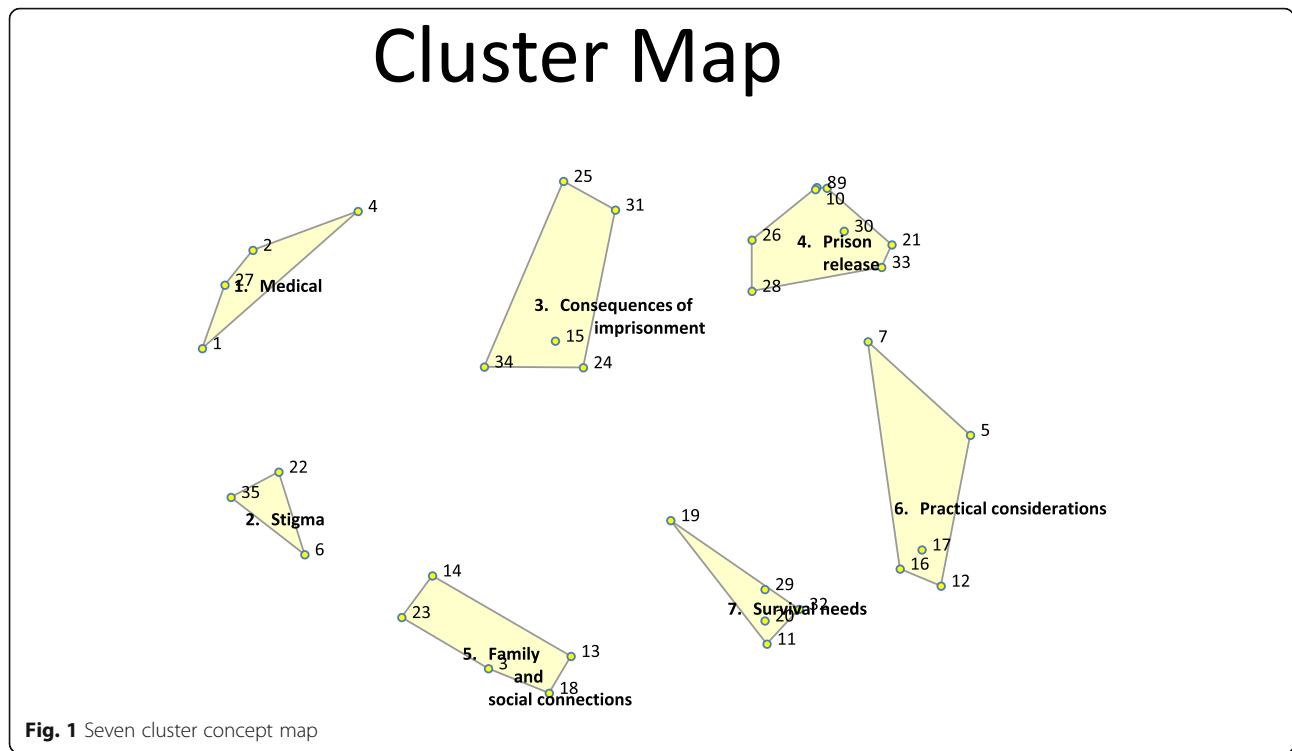 Cluster Map
25
89
4
31
10
30
2
26
21
33
27
1. Medical
28
3. Consequences of
imprisonment
4. Prison
release
1
15
7
34
24
5
22
35
2. Stigma
6
19
6. Practical considerations
17
16
12
14
29
32
23
7. Survival needs
20
11
5. Family
and
social connections
3
13
18
Fig. 1 Seven cluster concept map